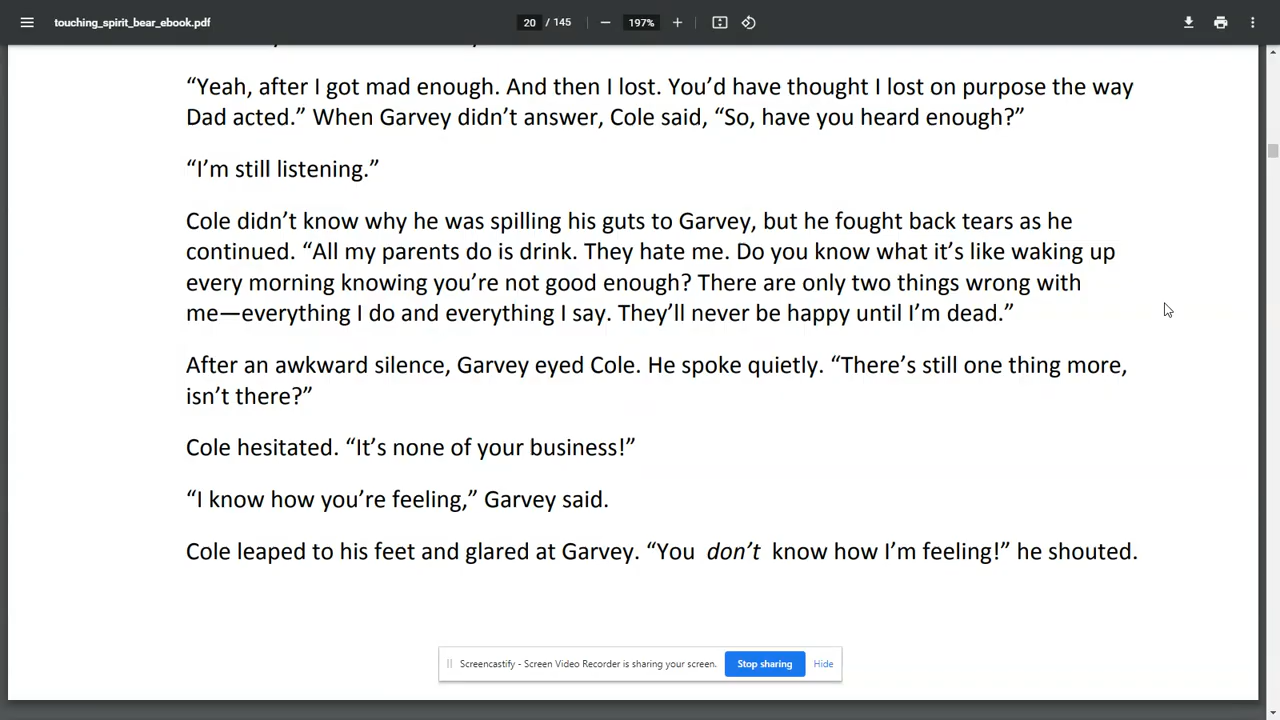 touching_spirit_bear_ebook.pdf
20 / 145
197%
“Yeah, after I got mad enough. And then I lost. You’d have thought I lost on purpose the way
Dad acted.” When Garvey didn’t answer, Cole said, “So, have you heard enough?”
“I’m still listening.”
Cole didn’t know why he was spilling his guts to Garvey, but he fought back tears as he
continued. “All my parents do is drink. They hate me. Do you know what it’s like waking up
every morning knowing you’re not good enough? There are only two things wrong with
me—everything I do and everything I say. They’ll never be happy until I’m dead.”
After an awkward silence, Garvey eyed Cole. He spoke quietly. “There’s still one thing more,
isn’t there?”
Cole hesitated. “It’s none of your business!”
“I know how you’re feeling,” Garvey said.
Cole leaped to his feet and glared at Garvey. “You don’t know how I’m feeling!” he shouted.
Screencastify - Screen Video Recorder is sharing your screen.
Stop sharing
Hide